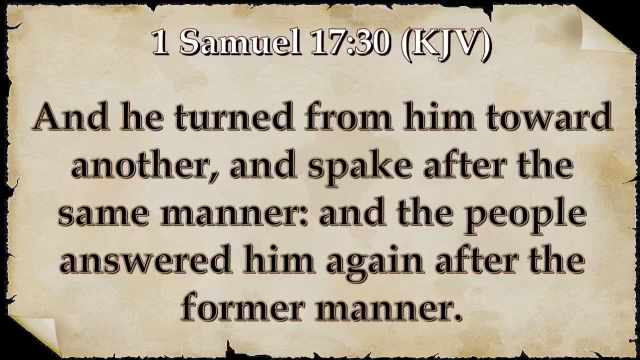 1 Samuel 17:30 (KJV)
And he turned from him toward
another, and spake after the
same manner: and the people
answered him again after the
former manner.